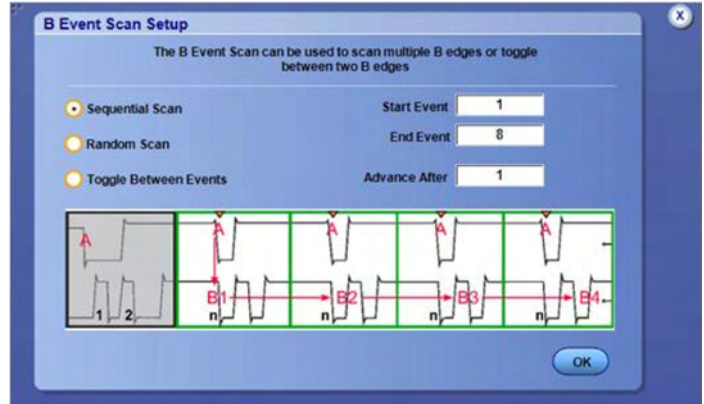 X
B Event Scan Setup
The B Event Scan can be used to scan multiple B edges or toggle
between two B edges
Sequential Scan
Start Event 1
Random Scan
End Event 8
Toggle Between Events
Advance After 1
A A A A A
B1 B2 B3 B4
1 2 n n n n
OK